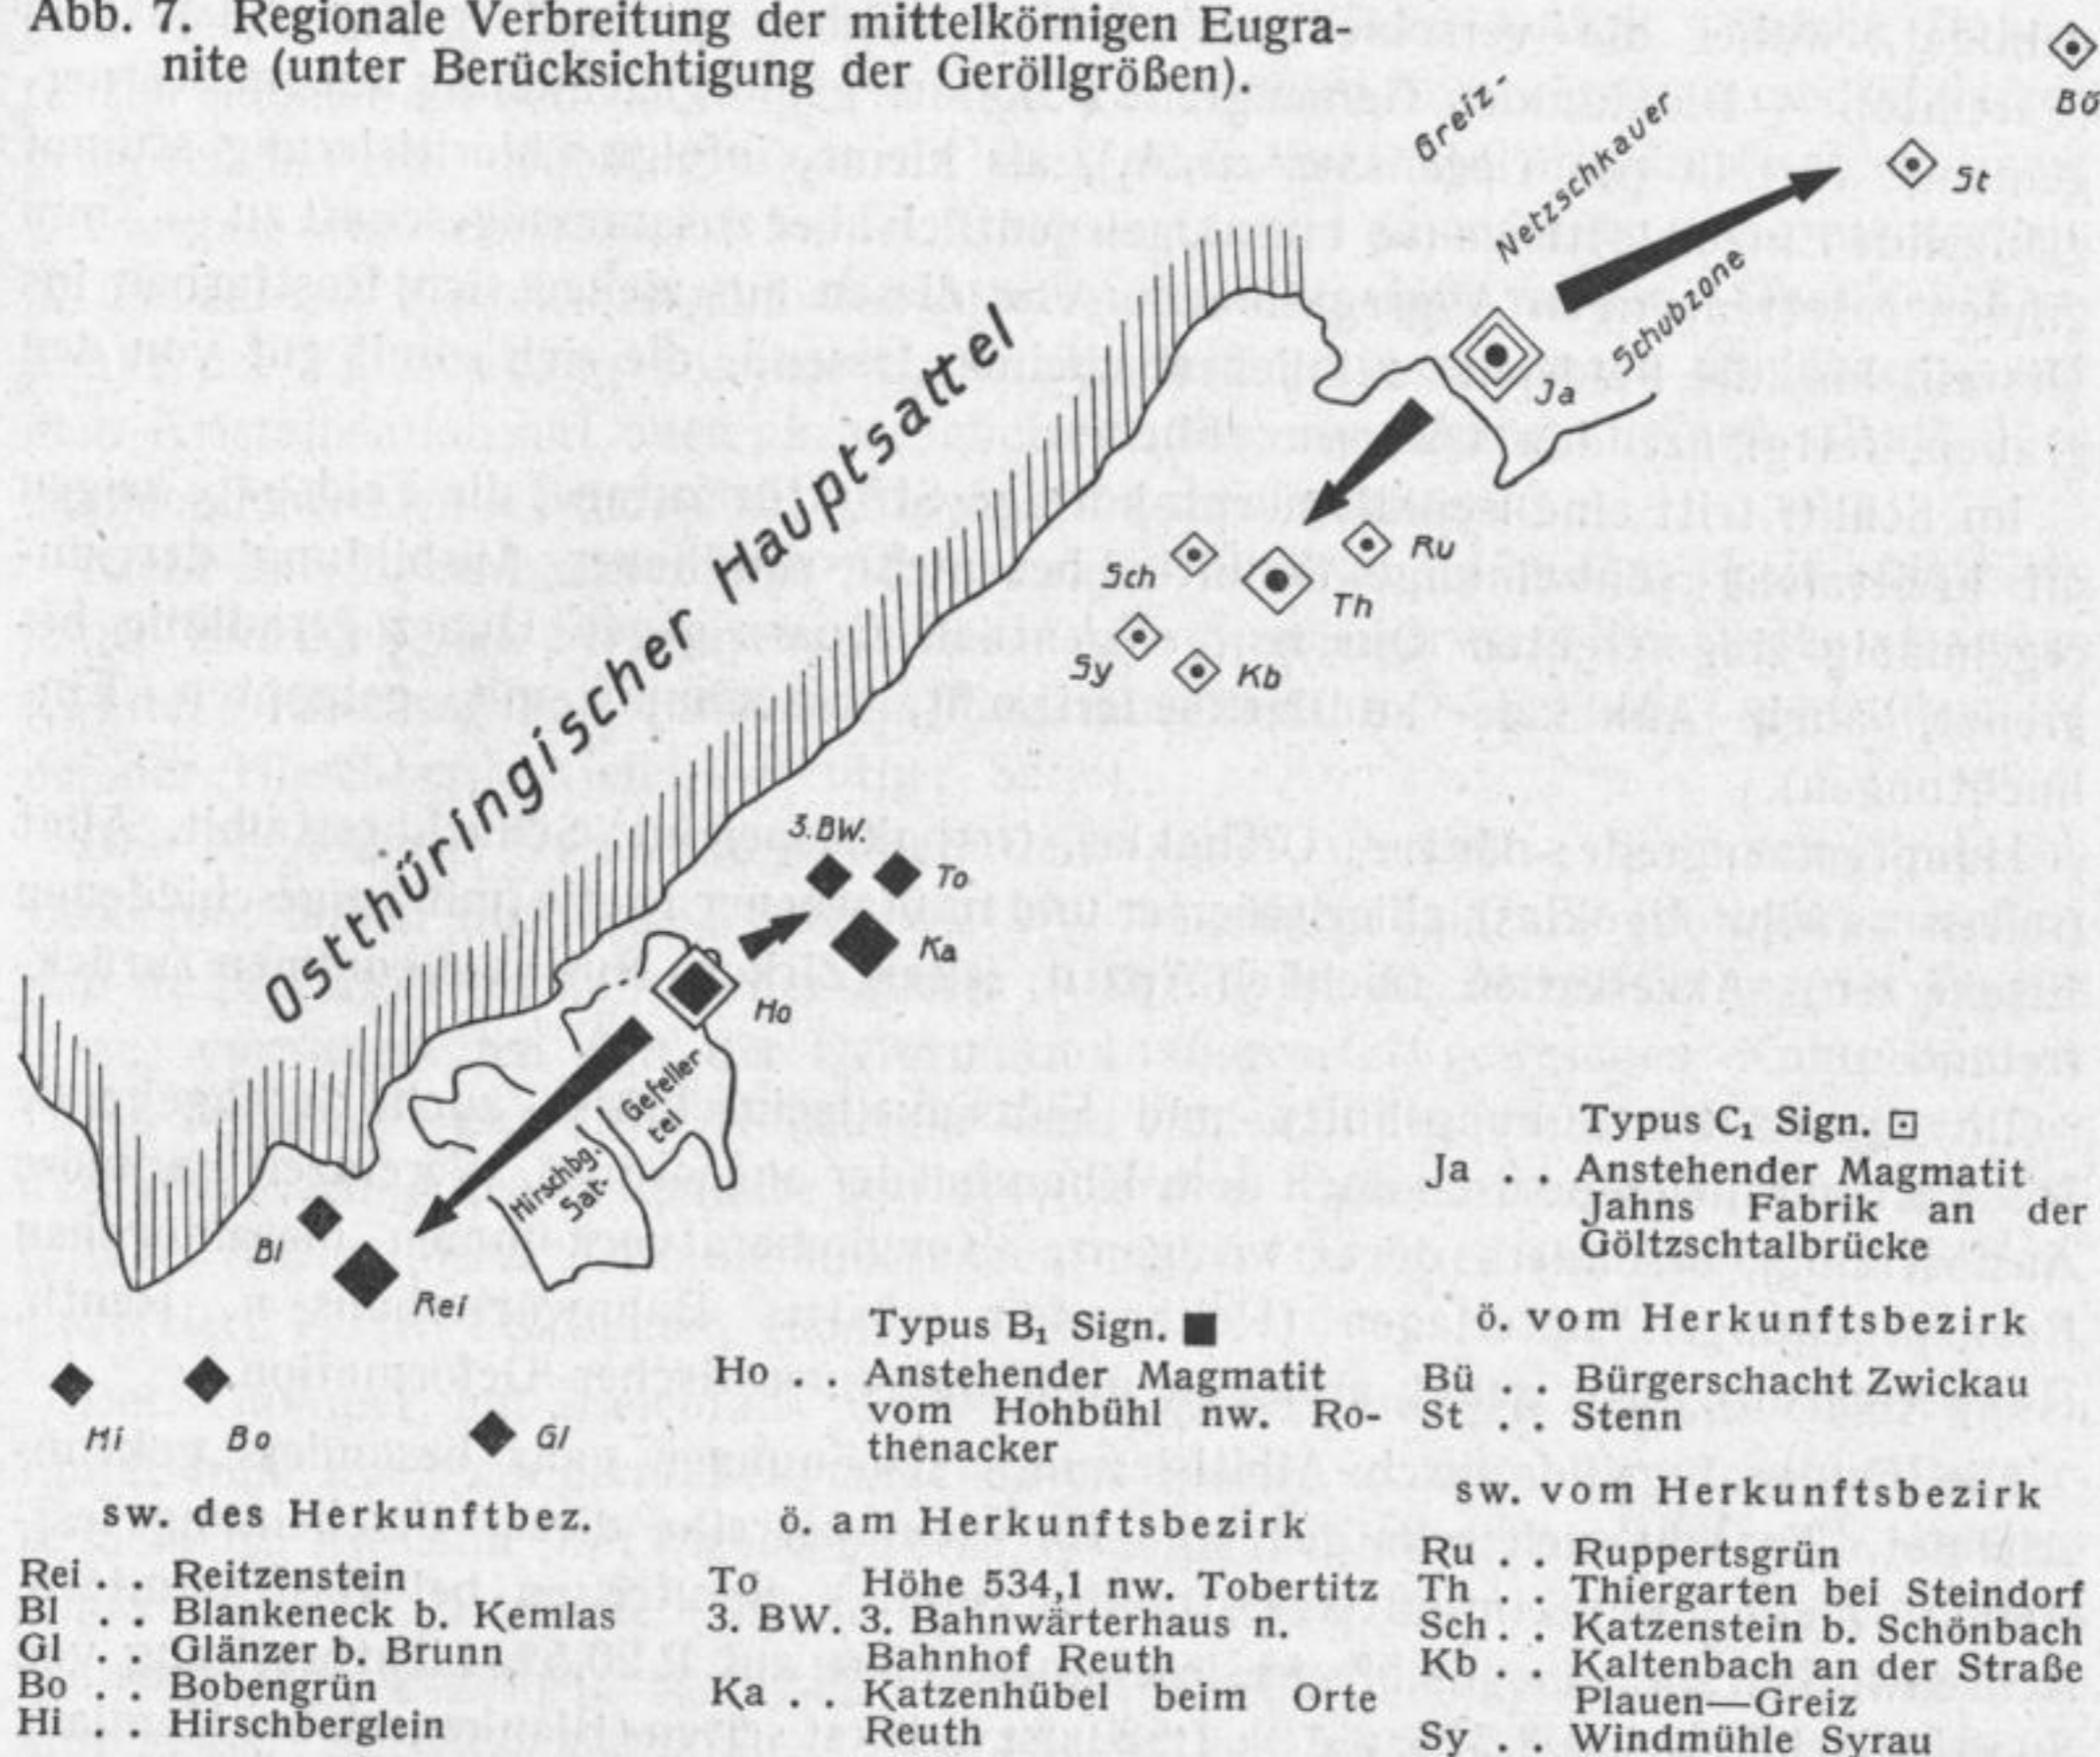 Abb. 7. Regionale Verbreitung der mittelkörnigen Eugra-
nite (unter Berücksichtigung der Geröllgrößen).
Bö
St
Greiz-
Netzschkauer
Schubzone
Ja
Ostthüringischer Hauptsattel
Sch
Ru
Th
Sy
Kb
3.BW.
To
Ka
Ho
Gefeller
tel
Hirschbg.
Sat-
Bl
Rei
Hi
Bo
Gl
sw. des Herkunftbez.
Rei . . Reitzenstein
Bl . . Blankeneck b. Kemlas
Gl . . Glänzer b. Brunn
Bo . . Bobengrün
Hi . . Hirschberglein
Typus B₁ Sign. ■
Ho . . Anstehender Magmatit
vom Hohbühl nw. Ro-
thenacker
ö. am Herkunftsbezirk
To Höhe 534,1 nw. Tobertitz
3. BW. 3. Bahnwärterhaus n.
Bahnhof Reuth
Ka . . Katzenhübel beim Orte
Reuth
Typus C₁ Sign. ⊡
Ja . . Anstehender Magmatit
Jahns Fabrik an der
Göltzschtalbrücke
ö. vom Herkunftsbezirk
Bü . . Bürgerschacht Zwickau
St . . Stenn
sw. vom Herkunftsbezirk
Ru . . Ruppertsgrün
Th . . Thiergarten bei Steindorf
Sch . . Katzenstein b. Schönbach
Kb . . Kaltenbach an der Straße
Plauen—Greiz
Sy . . Windmühle Syrau